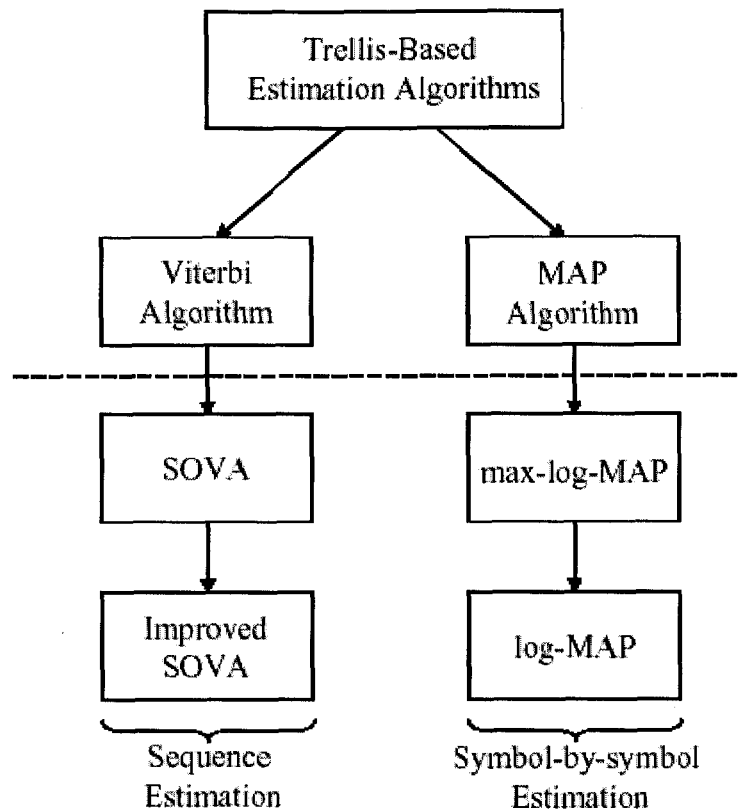 Trellis-Based
Estimation Algorithms
Viterbi
Algorithm
MAP
Algorithm
SOVA
max-log-MAP
Improved
SOVA
log-MAP
Sequence
Estimation
Symbol-by-symbol
Estimation